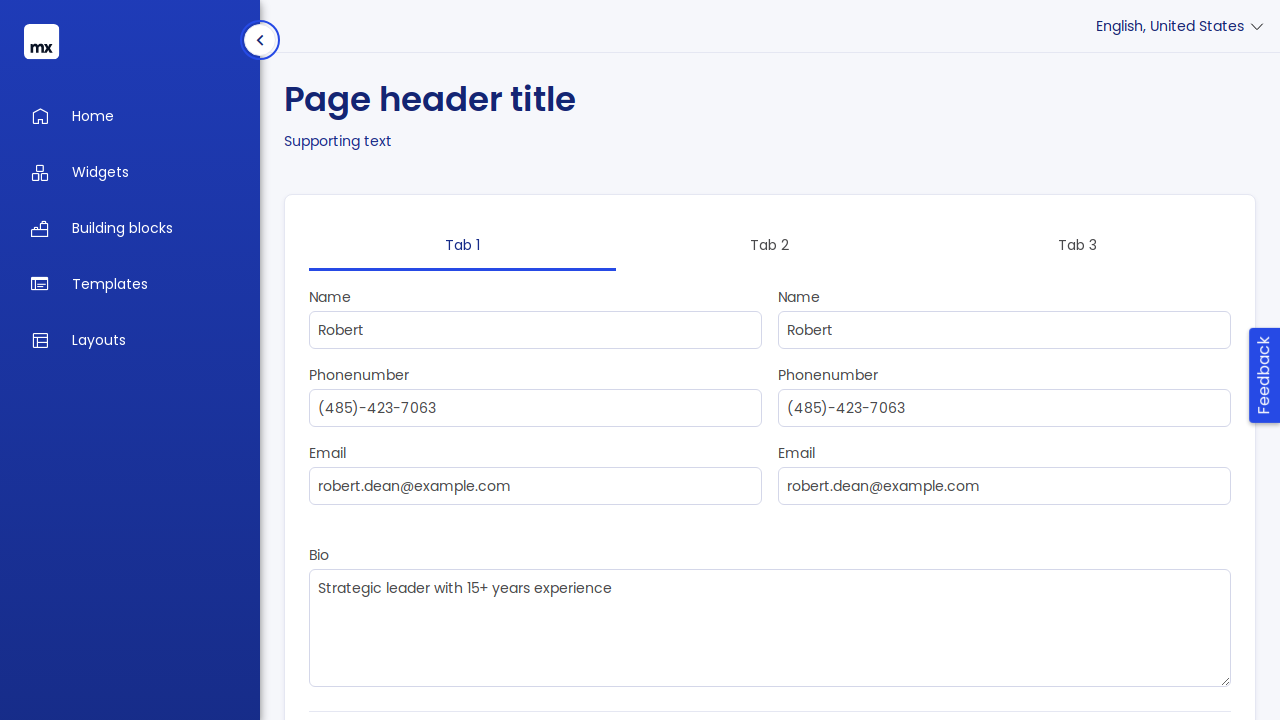 mx
English, United States
Home
Widgets
Building blocks
Templates
Layouts
Page header title
Supporting text
Tab 1 Tab 2 Tab 3
Name Name
Robert Robert
Phonenumber Phonenumber
(485)-423-7063 (485)-423-7063
Email Email
robert.dean@example.com robert.dean@example.com
Bio
Strategic leader with 15+ years experience
Feedback